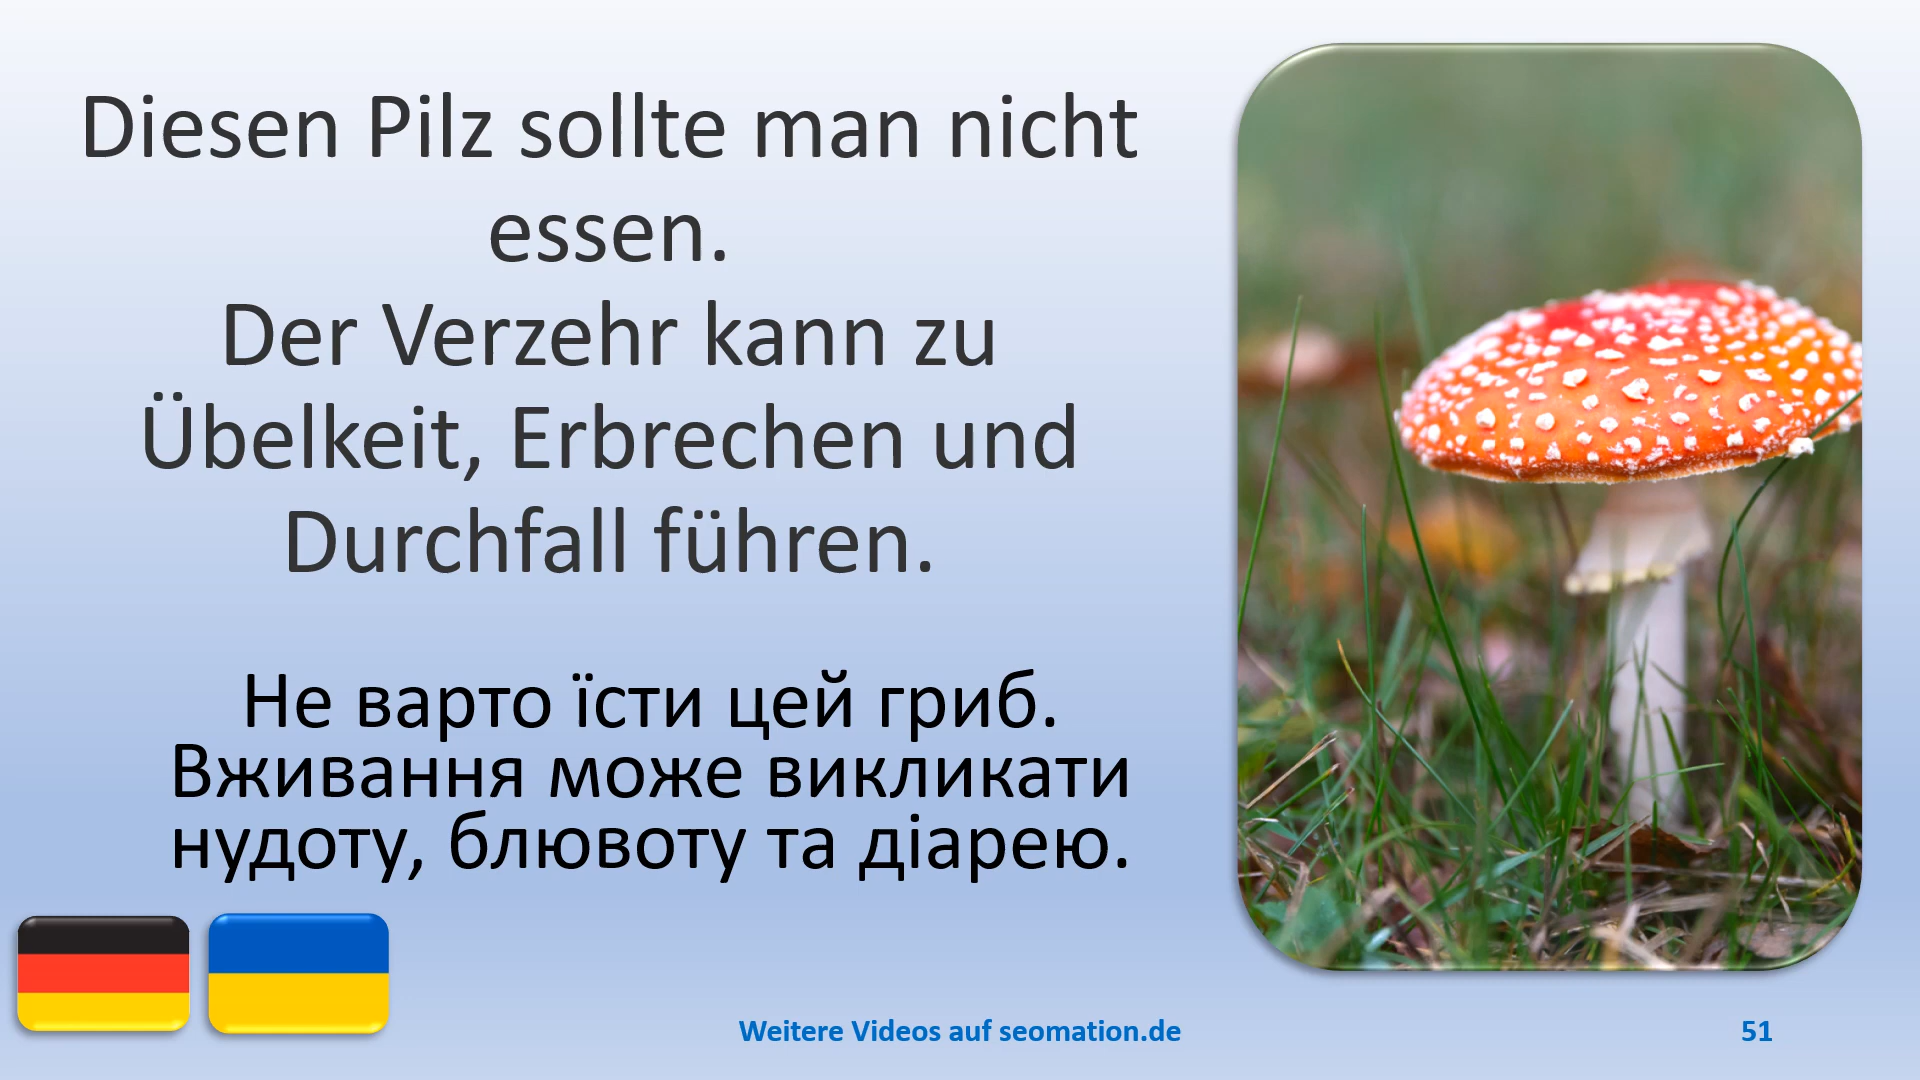 Diesen Pilz sollte man nicht
essen.
Der Verzehr kann zu
Übelkeit, Erbrechen und
Durchfall führen.
Не варто їсти цей гриб.
Вживання може викликати
нудоту, блювоту та діарею.
Weitere Videos auf seomation.de
51